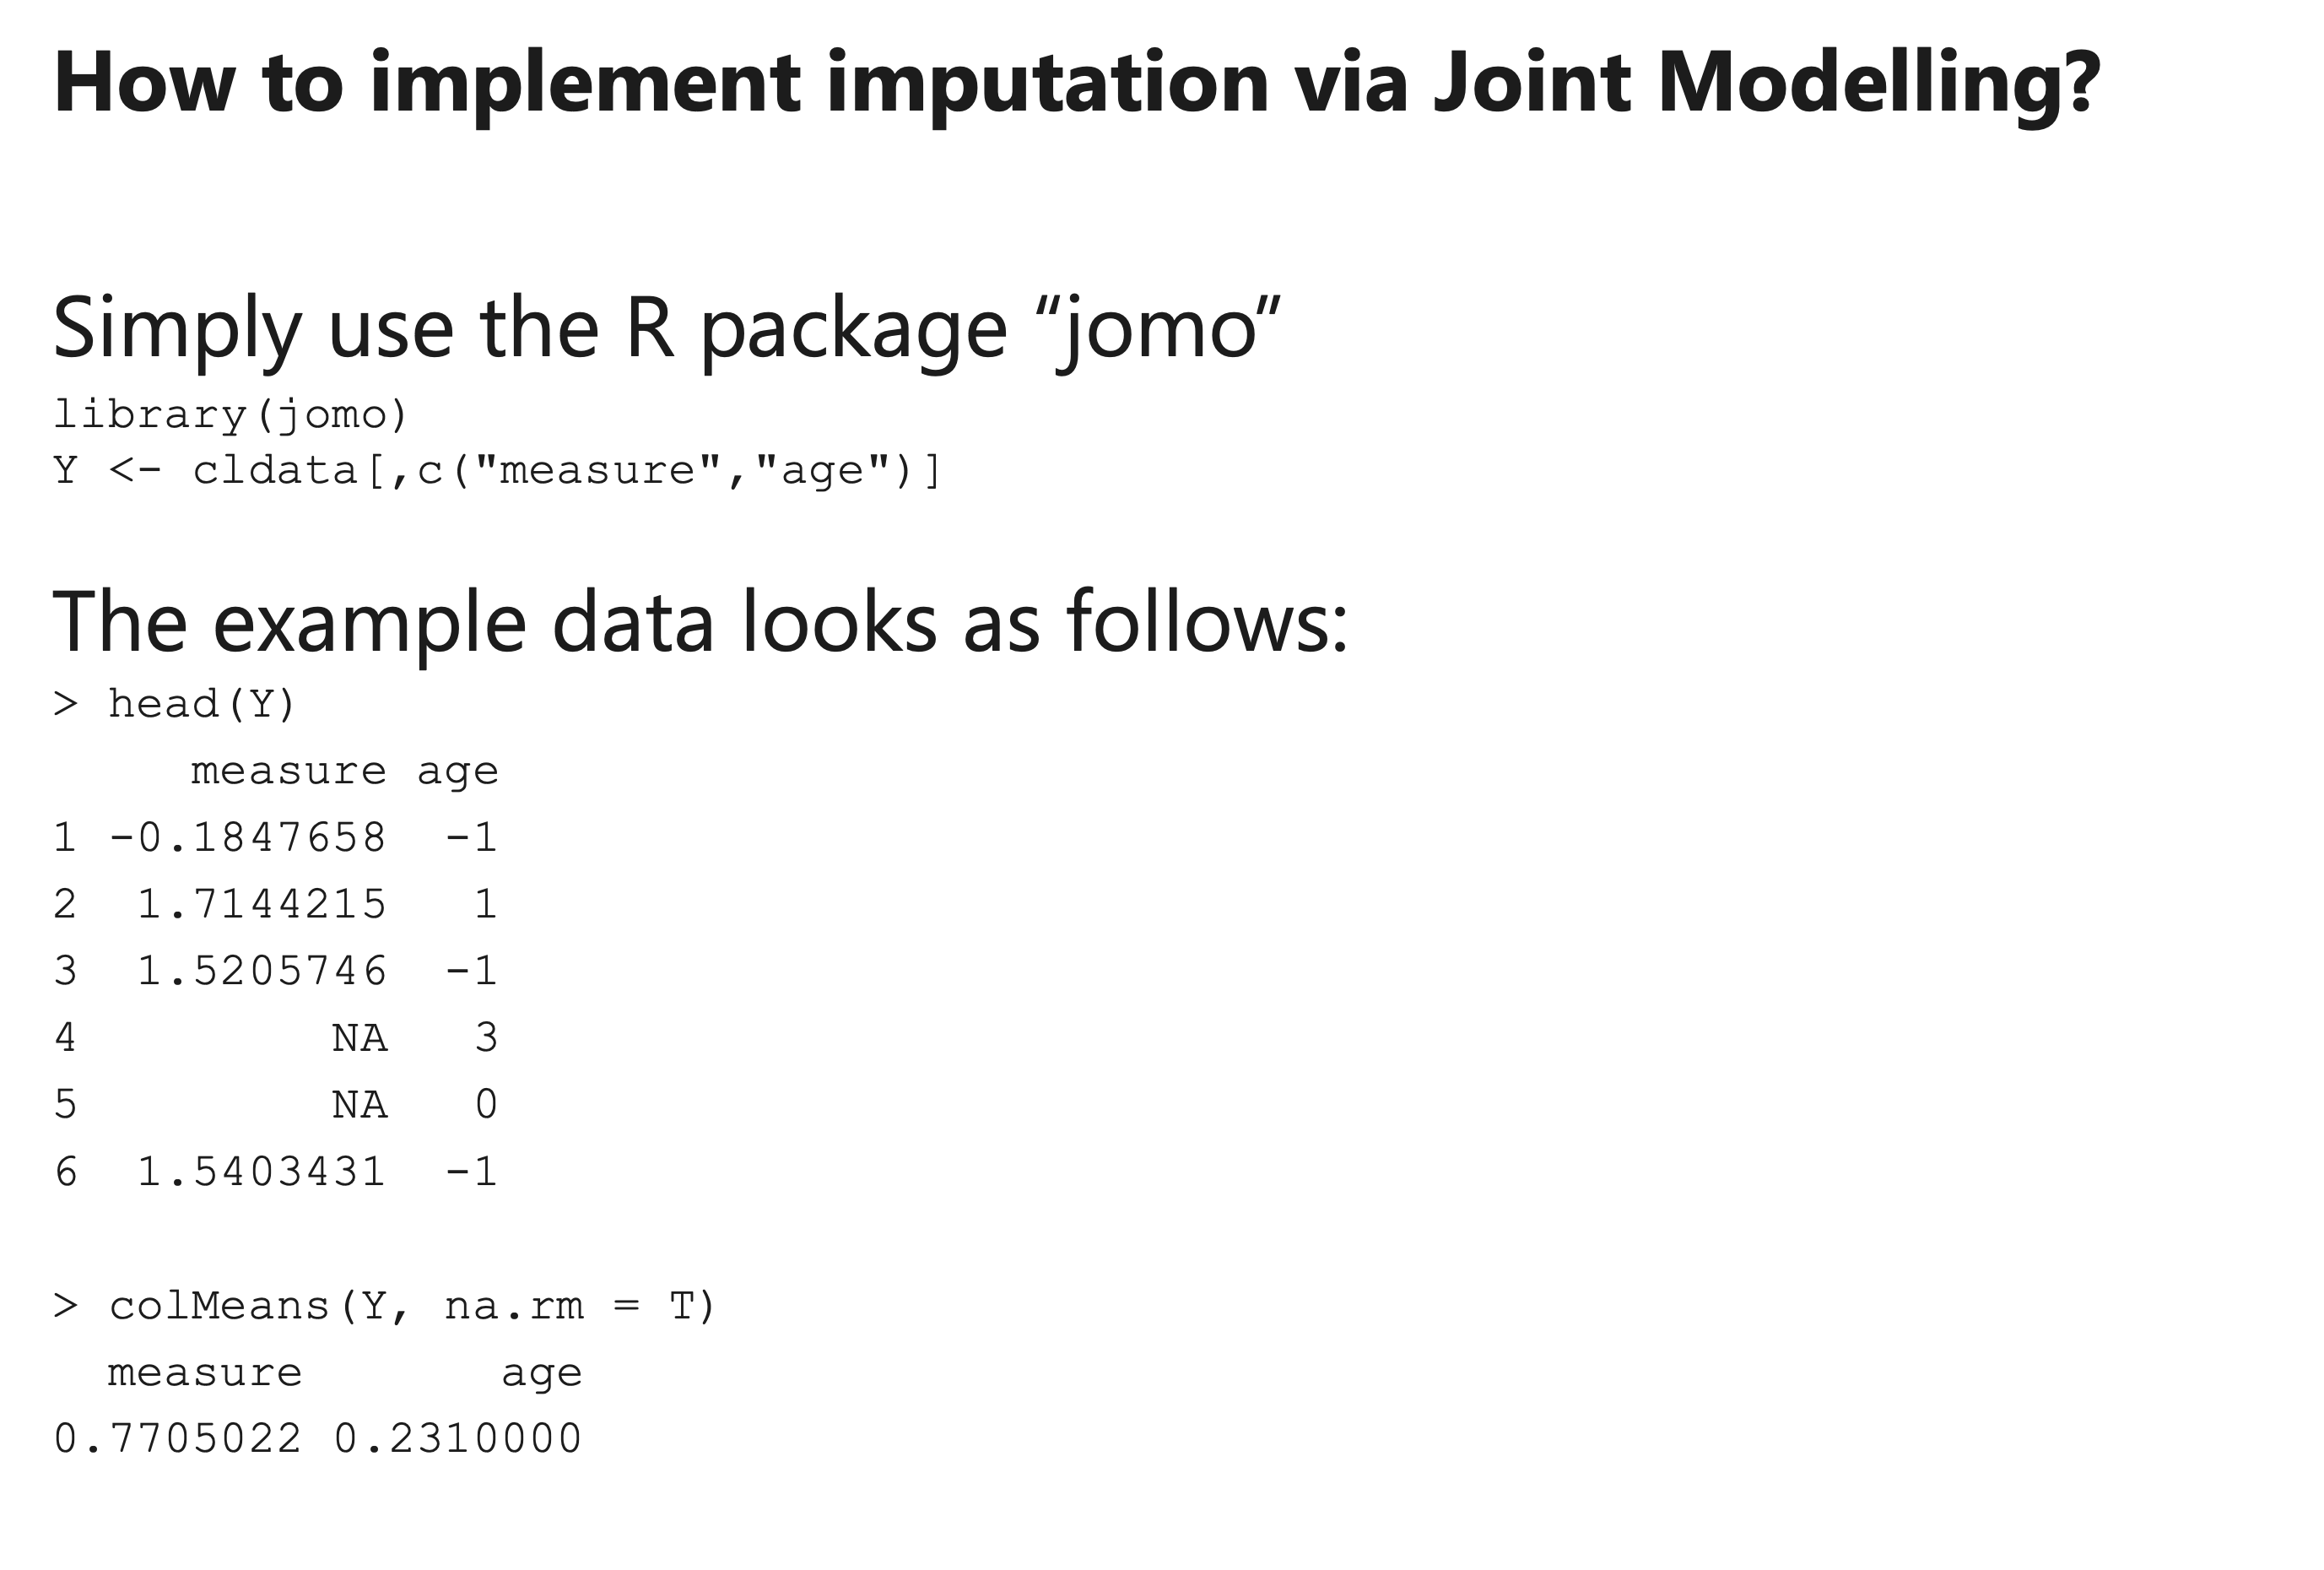 How to implement imputation via Joint Modelling?
Simply use the R package “jomo”
library(jomo)
Y <- cldata[,c("measure","age")]
The example data looks as follows:
> head(Y)
measure age
1 -0.1847658 -1
2 1.7144215 1
3 1.5205746 -1
4 NA 3
5 NA 0
6 1.5403431 -1
> colMeans(Y, na.rm = T)
measure age
0.7705022 0.2310000